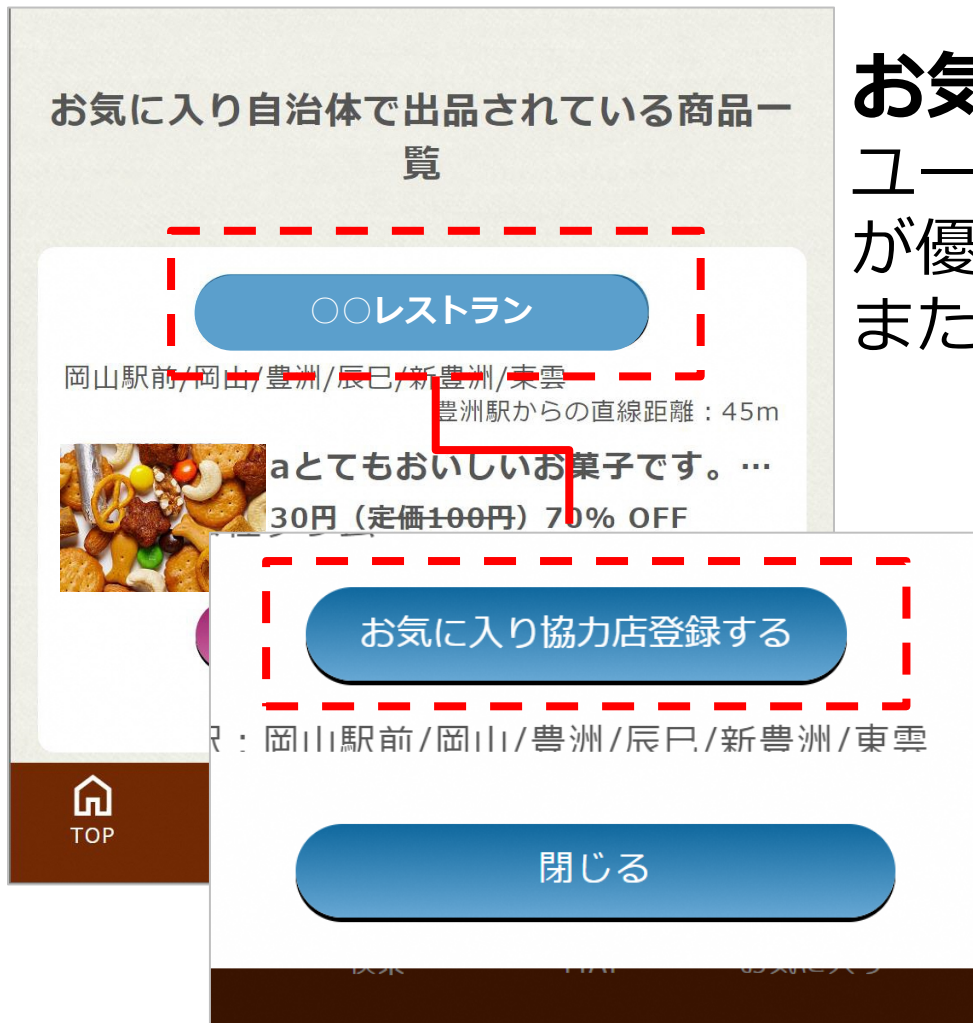 お気に入り自治体で出品されている商品一
覧
○○レストラン
岡山駅前/岡山/豊洲/辰巳/新豊洲/東雲
豊洲駅からの直線距離：45m
aとてもおいしいお菓子です。…
30円（定価100円）70% OFF
TOP
お気に入り協力店登録する
：岡山駅前/岡山/豊洲/辰巳/新豊洲/東雲
閉じる
お気
ユー
が優
また